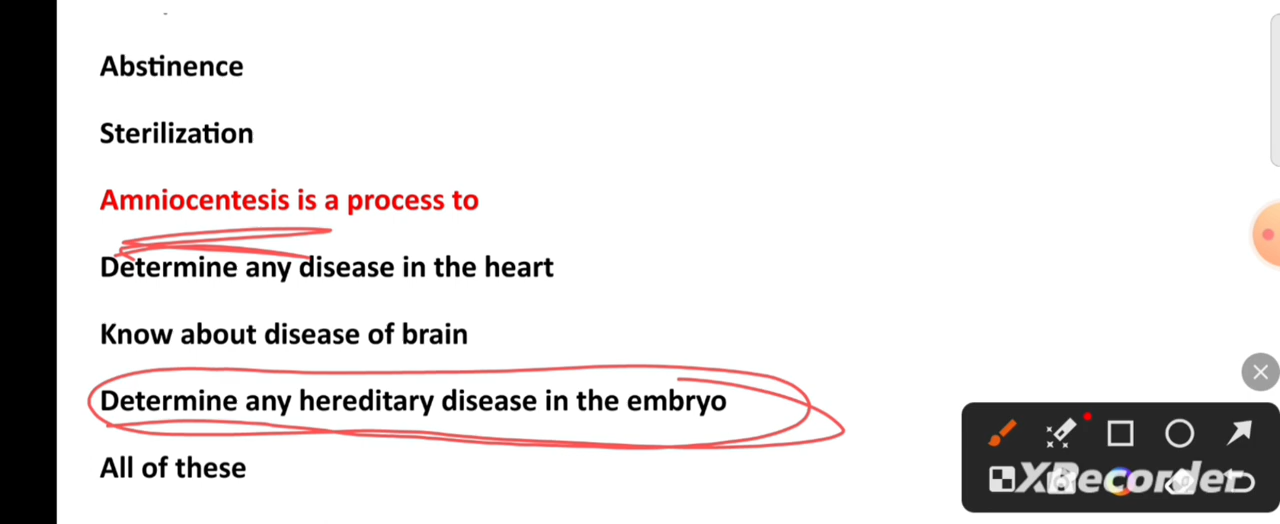 Abstinence
Sterilization
Amniocentesis is a process to
Determine any disease in the heart
Know about disease of brain
Determine any hereditary disease in the embryo
All of these
XRecorder